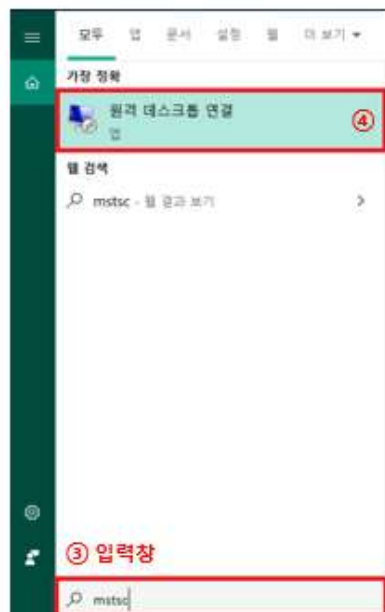 모두 앱 문서 설정 웹 더 보기
가장 정확
원격 데스크톱 연결
앱
④
웹 검색
mstsc - 웹 결과 보기
③ 입력창
mstsc